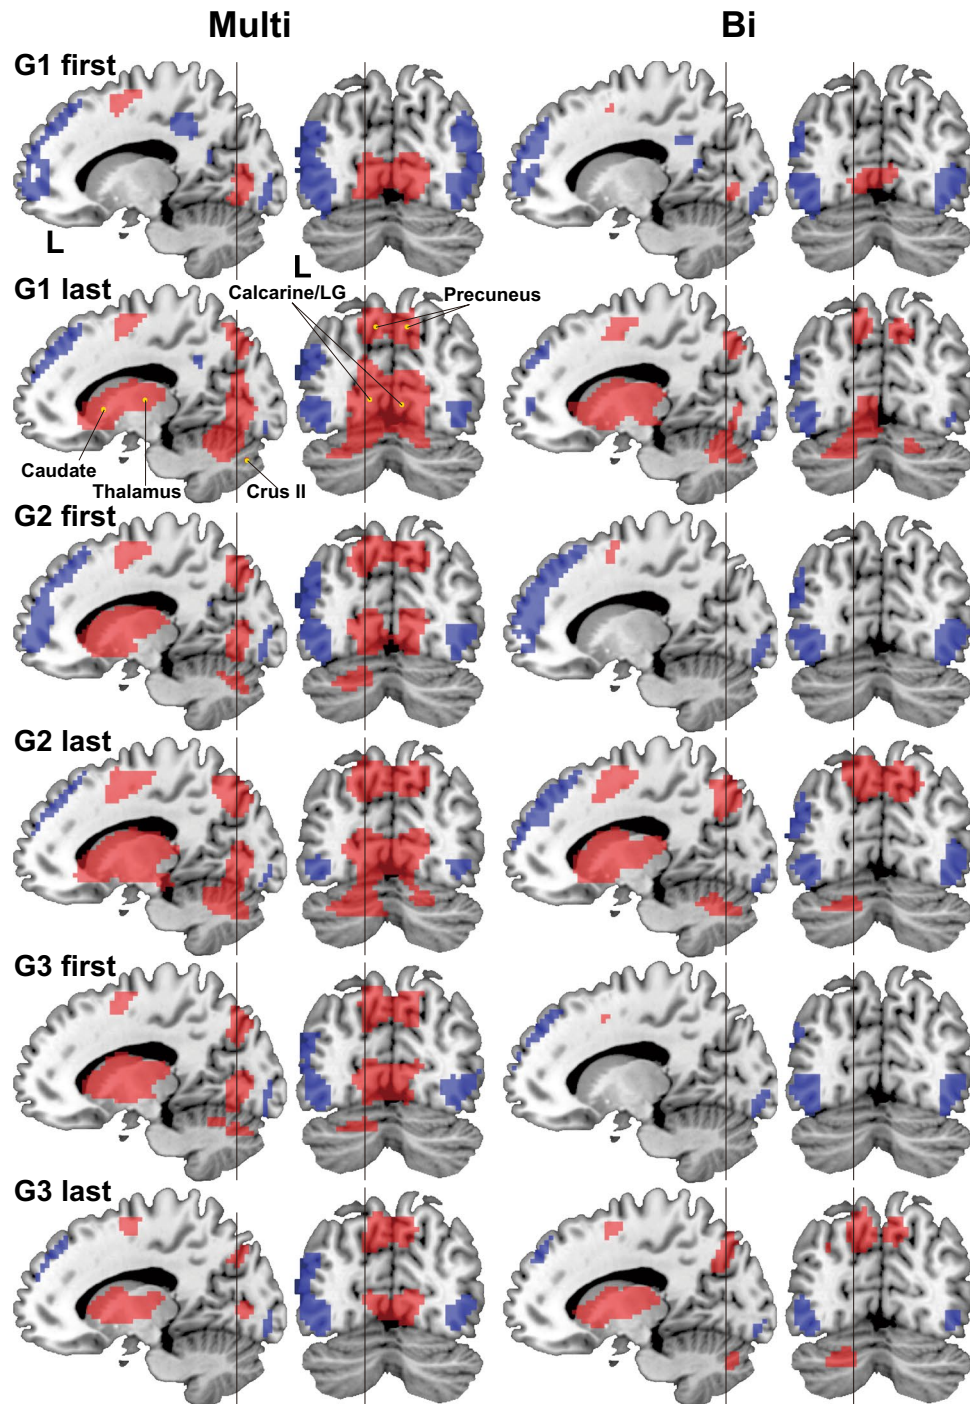 Multi
Bi
G1 first
L
L
G1 last
Calcarine/LG
Precuneus
Caudate
Thalamus
Crus II
G2 first
G2 last
G3 first
G3 last